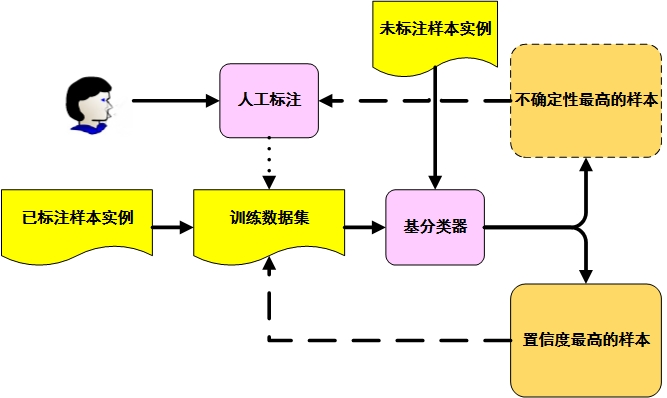 未标注样本实例
人工标注
不确定性最高的样本
已标注样本实例
训练数据集
基分类器
置信度最高的样本